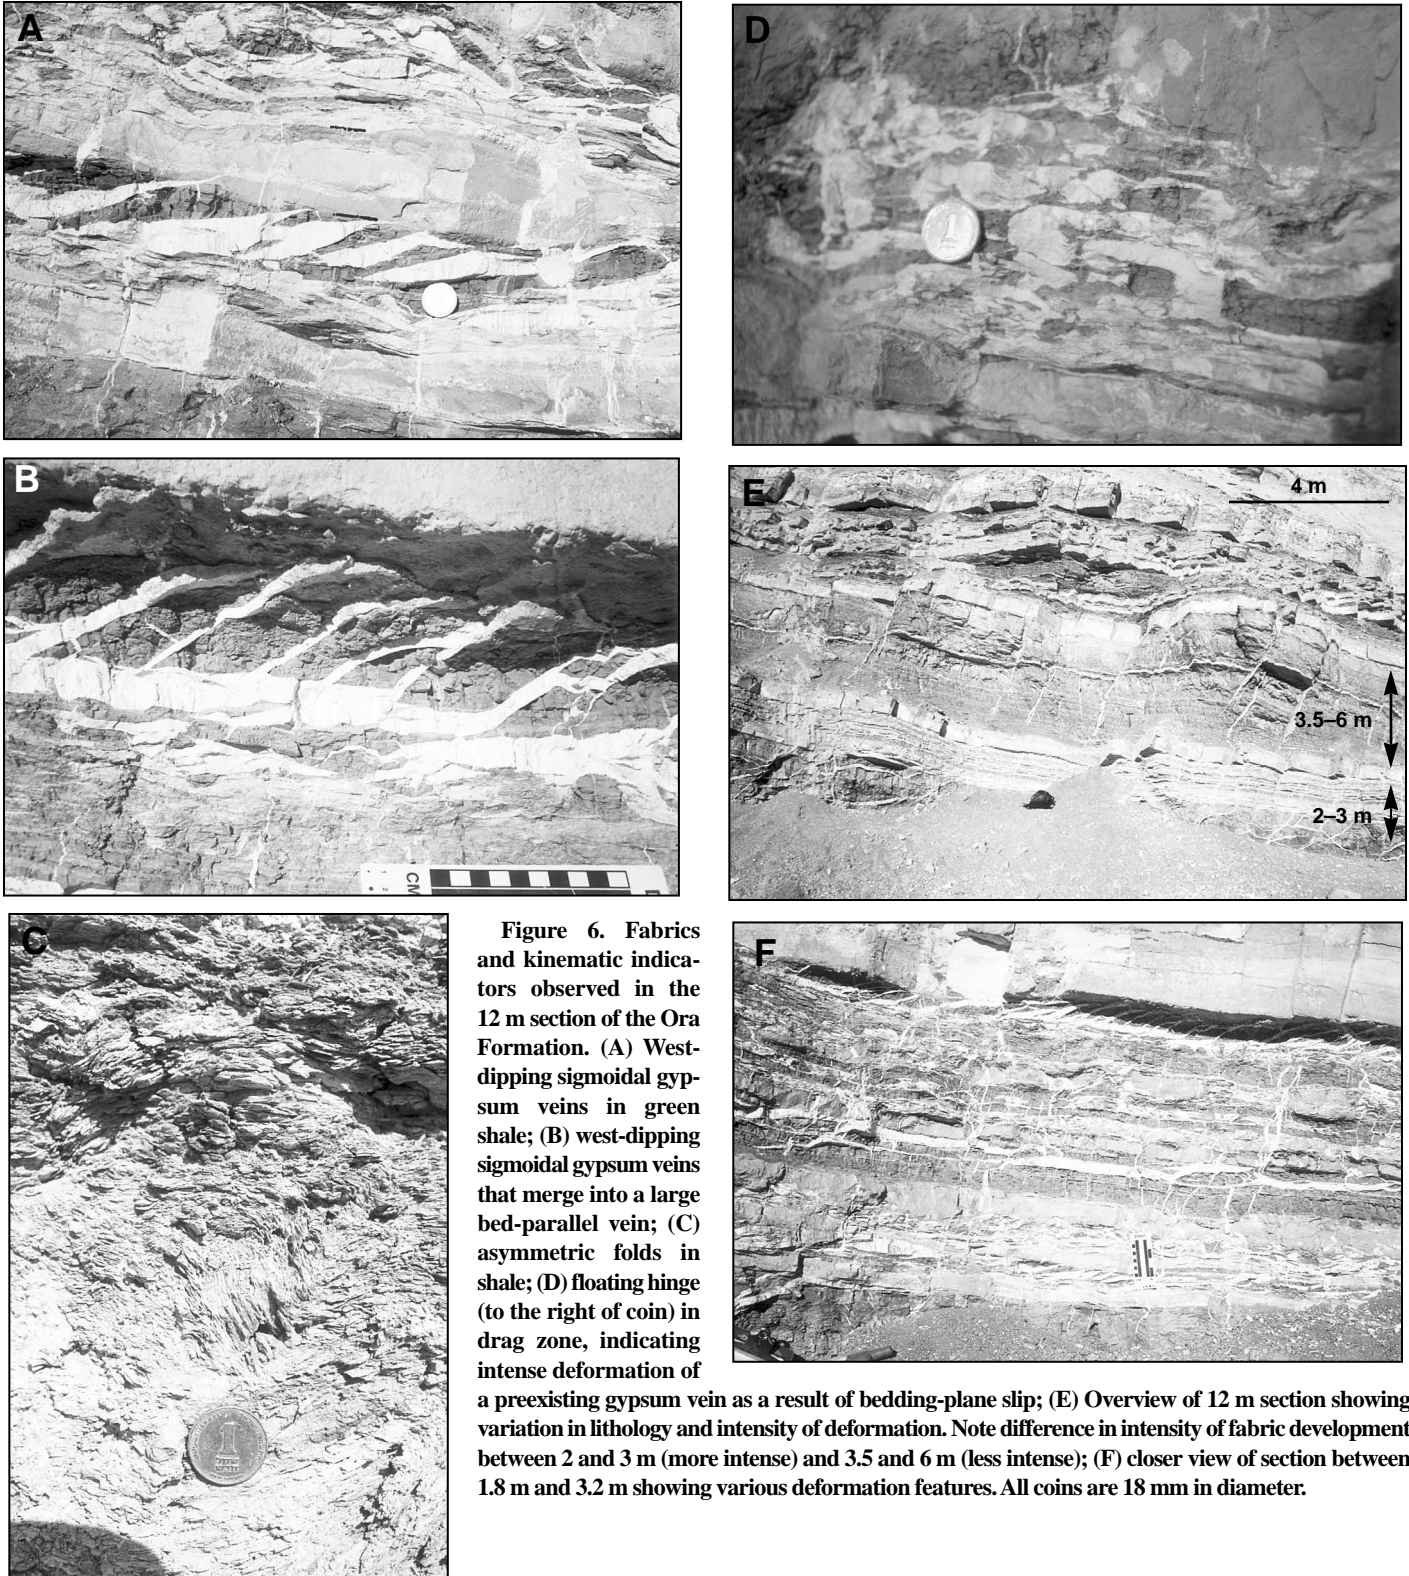 A
D
1
B
CM
E
4 m
3.5–6 m
2–3 m
C
1
F
Figure 6. Fabrics
and kinematic indica-
tors observed in the
12 m section of the Ora
Formation. (A) West-
dipping sigmoidal gyp-
sum veins in green
shale; (B) west-dipping
sigmoidal gypsum veins
that merge into a large
bed-parallel vein; (C)
asymmetric folds in
shale; (D) floating hinge
(to the right of coin) in
drag zone, indicating
intense deformation of
a preexisting gypsum vein as a result of bedding-plane slip; (E) Overview of 12 m section showing
variation in lithology and intensity of deformation. Note difference in intensity of fabric development
between 2 and 3 m (more intense) and 3.5 and 6 m (less intense); (F) closer view of section between
1.8 m and 3.2 m showing various deformation features. All coins are 18 mm in diameter.